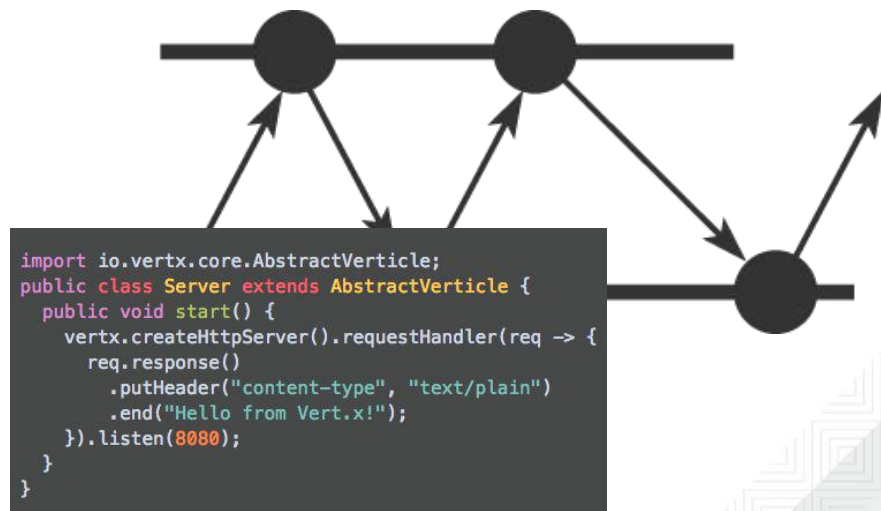 import io.vertx.core.AbstractVerticle;
public class Server extends AbstractVerticle {
  public void start() {
    vertx.createHttpServer().requestHandler(req -> {
      req.response()
        .putHeader("content-type", "text/plain")
        .end("Hello from Vert.x!");
    }).listen(8080);
  }
}